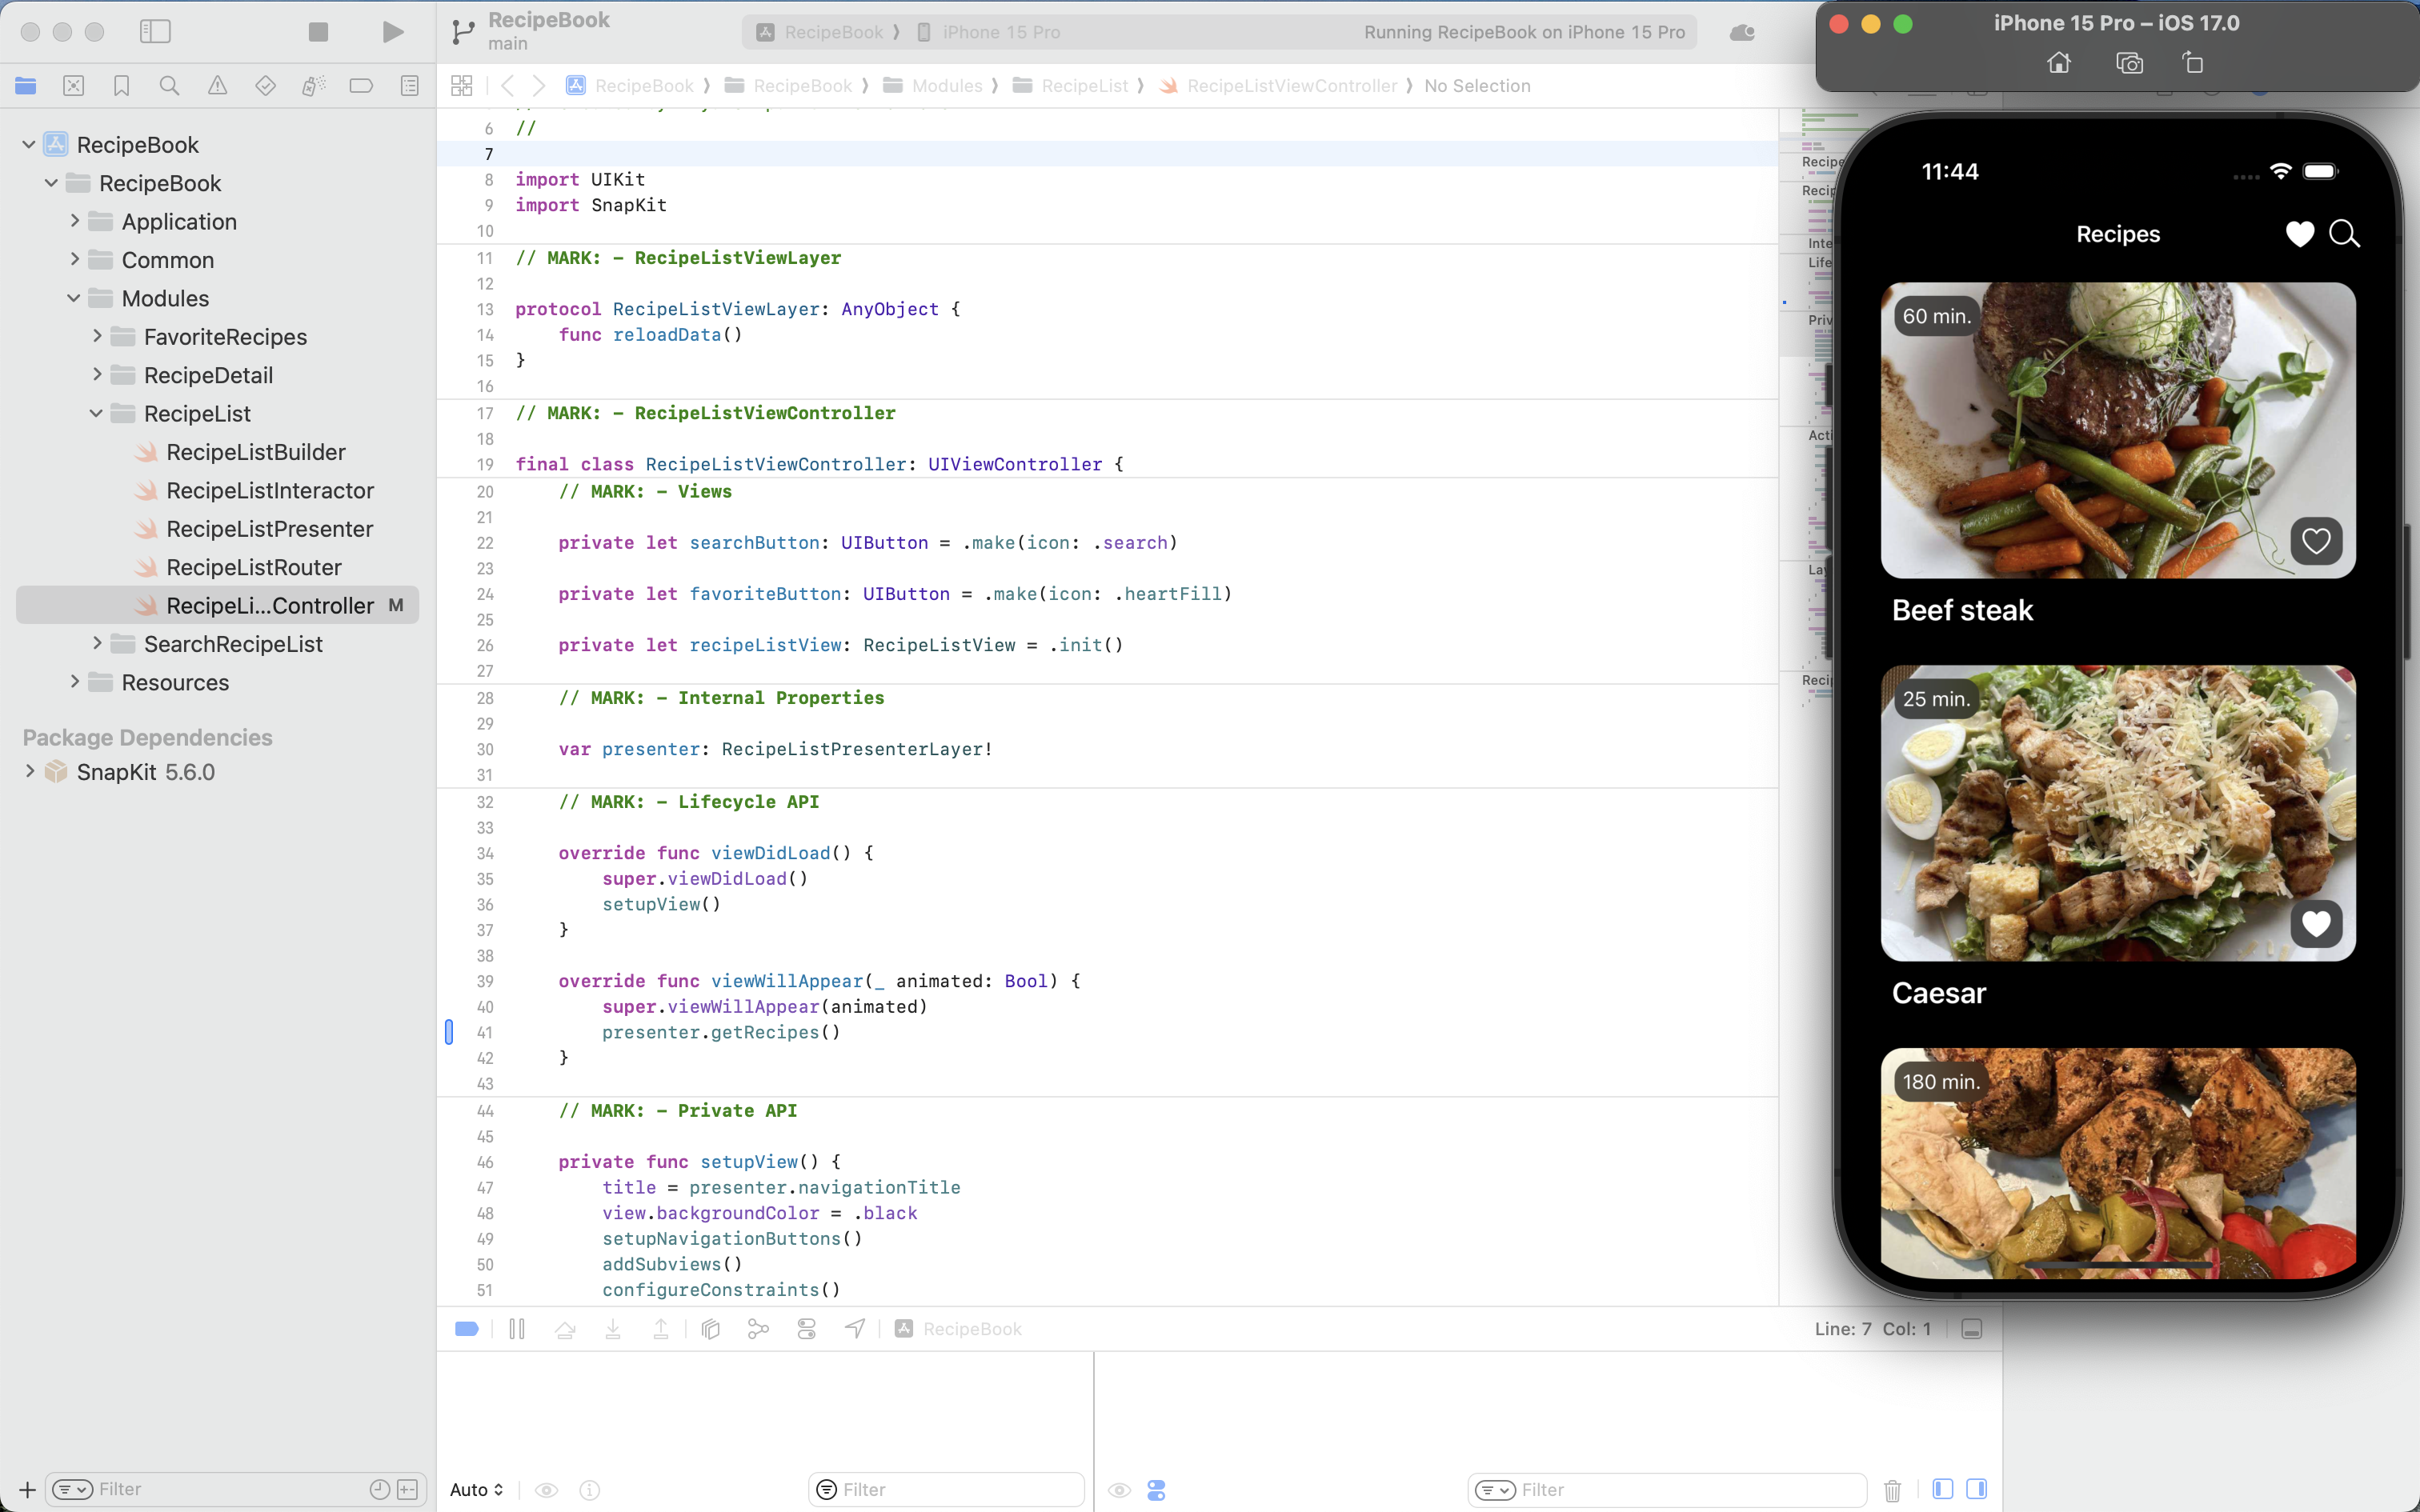 RecipeBook
main
RecipeBook
iPhone 15 Pro
Running RecipeBook on iPhone 15 Pro
RecipeBook
RecipeBook
Modules
RecipeList
RecipeListViewController
No Selection
RecipeBook
RecipeBook
Application
Common
Modules
FavoriteRecipes
RecipeDetail
RecipeList
RecipeListBuilder
RecipeListInteractor
RecipeListPresenter
RecipeListRouter
RecipeLi...Controller M
SearchRecipeList
Resources
Package Dependencies
SnapKit 5.6.0
Filter
6 //
7
8 import UIKit
9 import SnapKit
10
11 // MARK: - RecipeListViewLayer
12
13 protocol RecipeListViewLayer: AnyObject {
14 func reloadData()
15 }
16
17 // MARK: - RecipeListViewController
18
19 final class RecipeListViewController: UIViewController {
20 // MARK: - Views
21
22 private let searchButton: UIButton = .make(icon: .search)
23
24 private let favoriteButton: UIButton = .make(icon: .heartFill)
25
26 private let recipeListView: RecipeListView = .init()
27
28 // MARK: - Internal Properties
29
30 var presenter: RecipeListPresenterLayer!
31
32 // MARK: - Lifecycle API
33
34 override func viewDidLoad() {
35 super.viewDidLoad()
36 setupView()
37 }
38
39 override func viewWillAppear(_ animated: Bool) {
40 super.viewWillAppear(animated)
41 presenter.getRecipes()
42 }
43
44 // MARK: - Private API
45
46 private func setupView() {
47 title = presenter.navigationTitle
48 view.backgroundColor = .black
49 setupNavigationButtons()
50 addSubviews()
51 configureConstraints()
RecipeBook
Line: 7 Col: 1
Auto
Filter
Filter
iPhone 15 Pro – iOS 17.0
11:44
Recipes
60 min.
Beef steak
25 min.
Caesar
180 min.